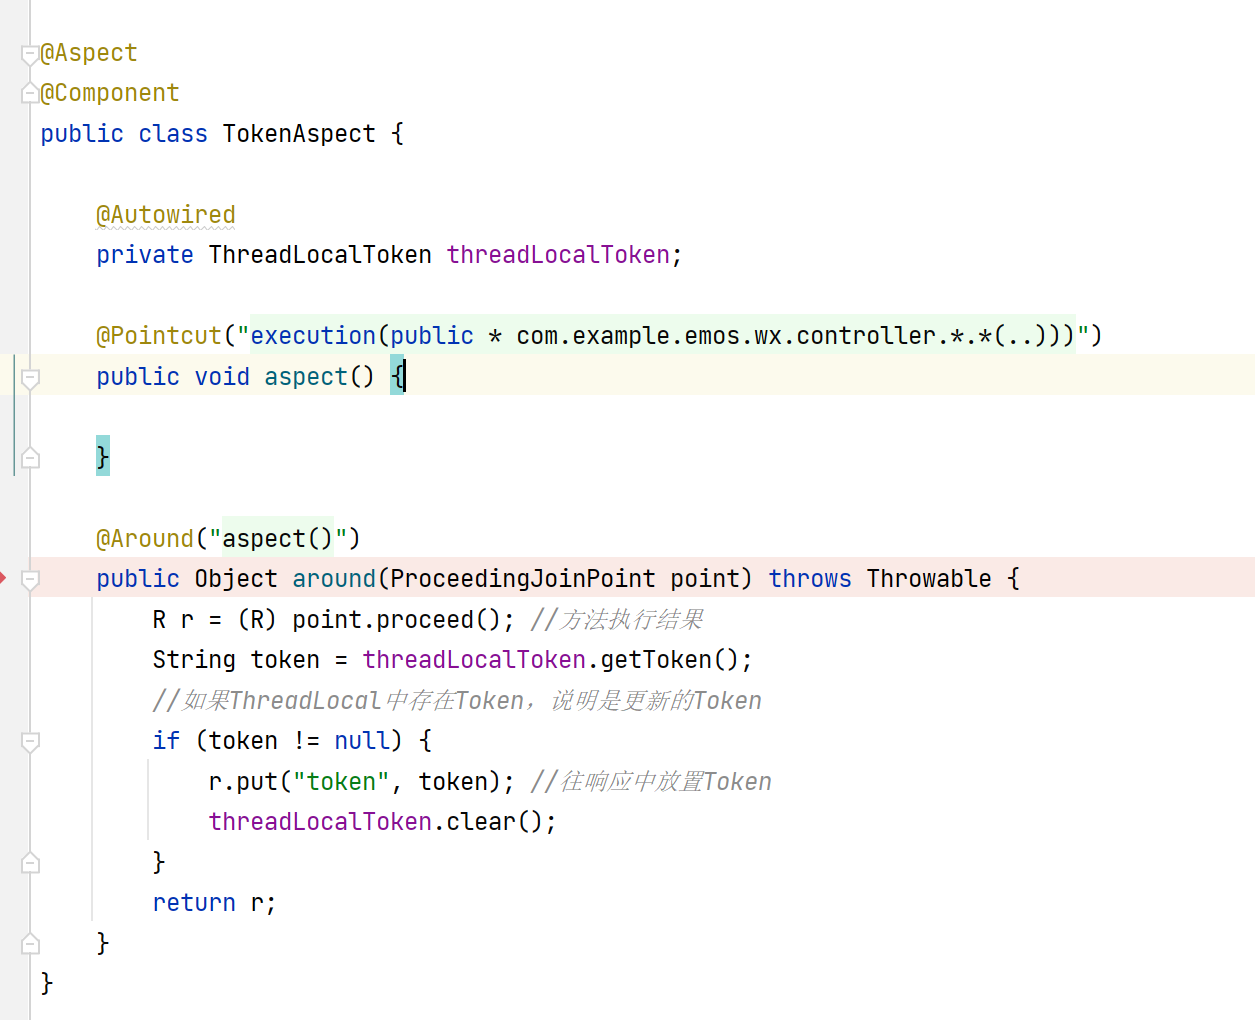 @Aspect
@Component
public class TokenAspect {
@Autowired
private ThreadLocalToken threadLocalToken;
@Pointcut("execution(public * com.example.emos.wx.controller.*.*(..)))")
public void aspect() {
}
@Around("aspect()")
public Object around(ProceedingJoinPoint point) throws Throwable {
R r = (R) point.proceed(); //方法执行结果
String token = threadLocalToken.getToken();
//如果ThreadLocal中存在Token，说明是更新的Token
if (token != null) {
r.put("token", token); //往响应中放置Token
threadLocalToken.clear();
}
return r;
}
}